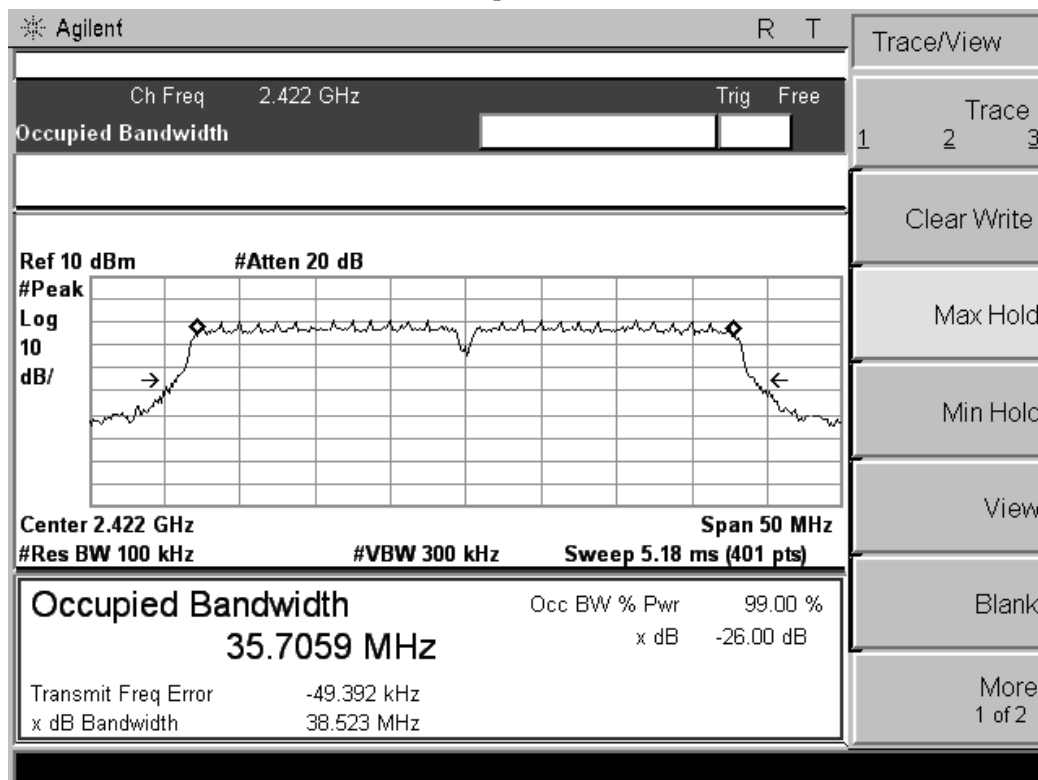 Agilent R T
Trace/View
Ch Freq 2.422 GHz Trig Free
Occupied Bandwidth
Trace
1 2 3
Clear Write
Ref 10 dBm #Atten 20 dB
#Peak
Log
10
dB/
Max Hold
Min Hold
View
Center 2.422 GHz Span 50 MHz
#Res BW 100 kHz #VBW 300 kHz Sweep 5.18 ms (401 pts)
Occupied Bandwidth
35.7059 MHz
Occ BW % Pwr 99.00 %
x dB -26.00 dB
Transmit Freq Error -49.392 kHz
x dB Bandwidth 38.523 MHz
Blank
More
1 of 2